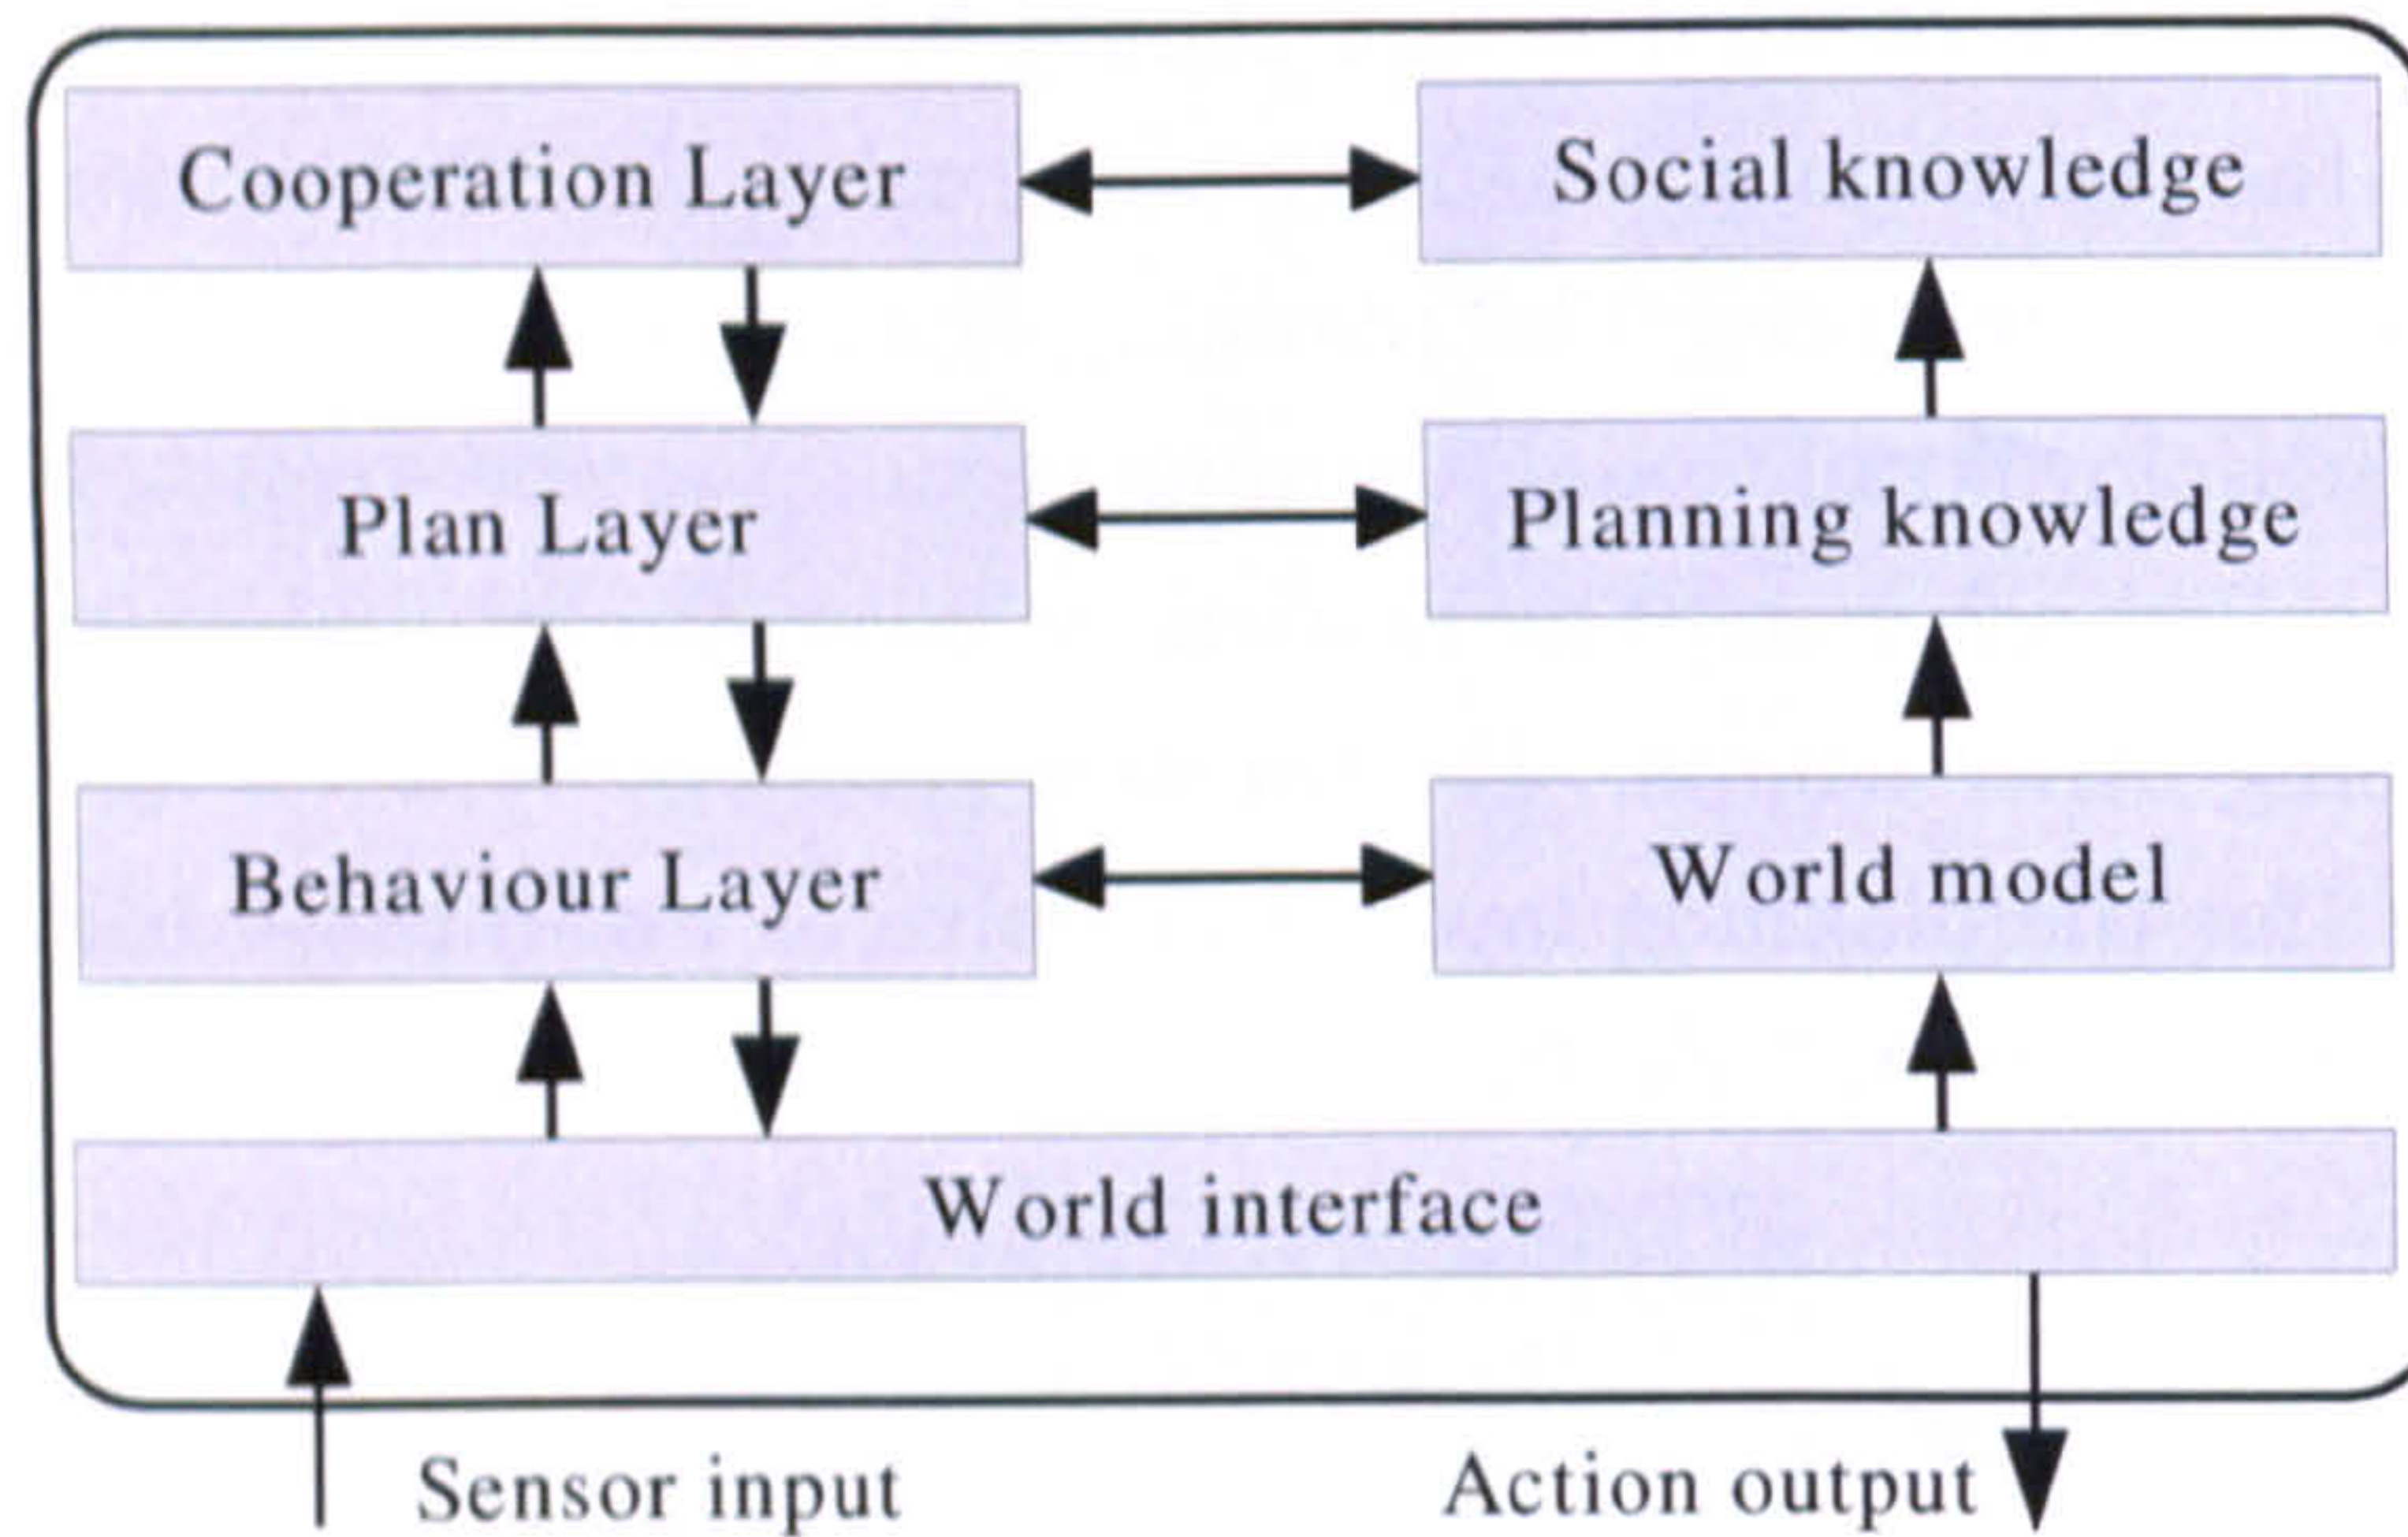 Cooperation Layer
Social knowledge
Plan Layer
Planning knowledge
Behaviour Layer
World model
World interface
Sensor input
Action output